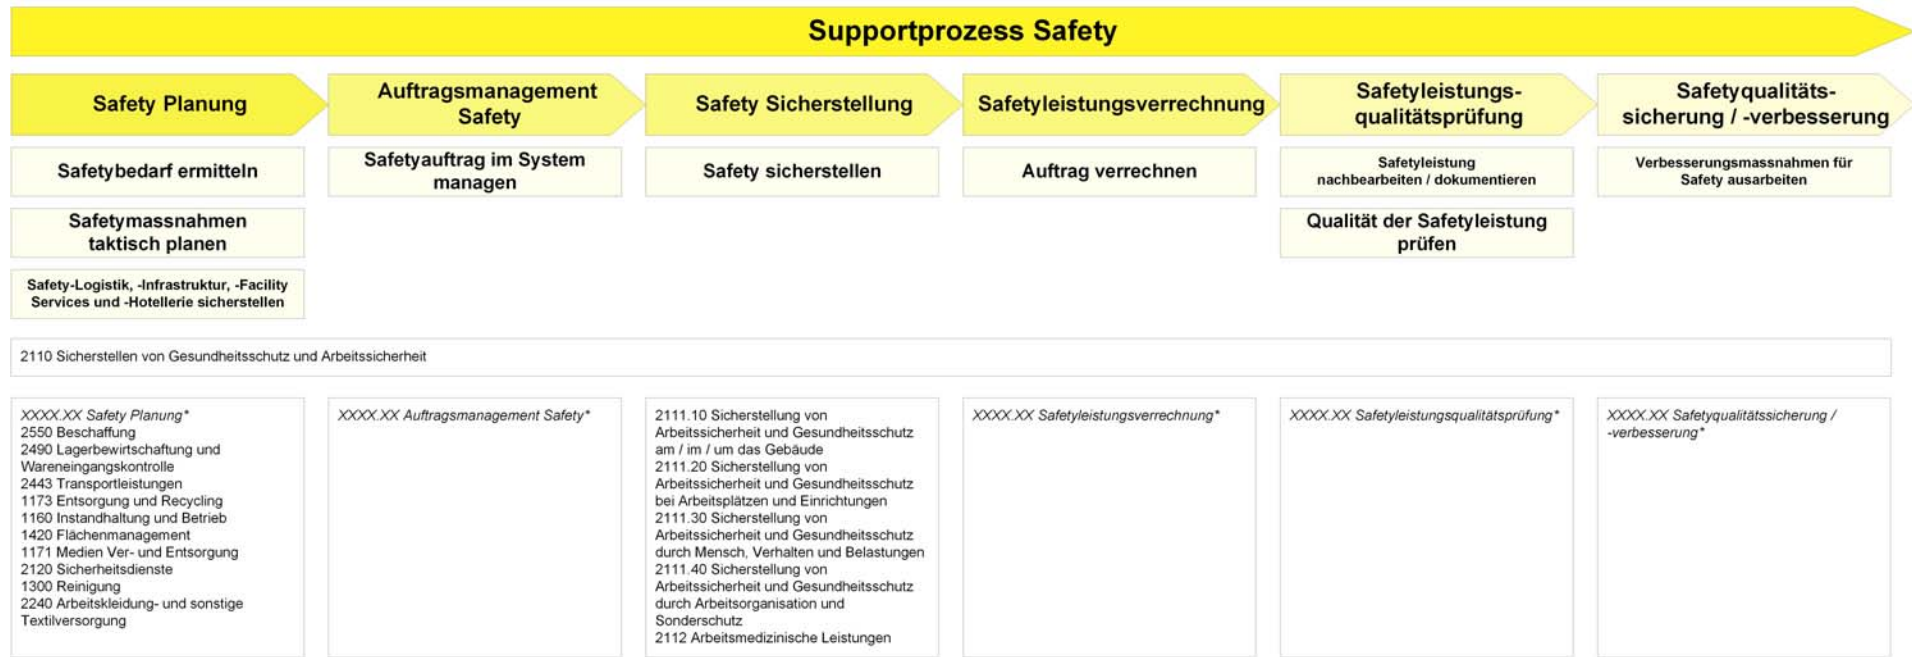 Supportprozess Safety
Safety Planung
Auftragsmanagement
Safety
Safety Sicherstellung
Safetyleistungsverrechnung
Safetyleistungs-
qualitätsprüfung
Safetyqualitäts-
sicherung / -verbesserung
Safetybedarf ermitteln
Safetyauftrag im System
managen
Safety sicherstellen
Auftrag verrechnen
Safetyleistung
nachbearbeiten / dokumentieren
Verbesserungsmassnahmen für
Safety ausarbeiten
Safetymassnahmen
taktisch planen
Qualität der Safetyleistung
prüfen
Safety-Logistik, -Infrastruktur, -Facility
Services und -Hotellerie sicherstellen
2110 Sicherstellen von Gesundheitsschutz und Arbeitssicherheit
XXXX.XX Safety Planung*
2550 Beschaffung
2490 Lagerbewirtschaftung und
Wareneingangskontrolle
2443 Transportleistungen
1173 Entsorgung und Recycling
1160 Instandhaltung und Betrieb
1420 Flächenmanagement
1171 Medien Ver- und Entsorgung
2120 Sicherheitsdienste
1300 Reinigung
2240 Arbeitskleidung- und sonstige
Textilversorgung
XXXX.XX Auftragsmanagement Safety*
2111.10 Sicherstellung von
Arbeitssicherheit und Gesundheitsschutz
am / im / um das Gebäude
2111.20 Sicherstellung von
Arbeitssicherheit und Gesundheitsschutz
bei Arbeitsplätzen und Einrichtungen
2111.30 Sicherstellung von
Arbeitssicherheit und Gesundheitsschutz
durch Mensch, Verhalten und Belastungen
2111.40 Sicherstellung von
Arbeitssicherheit und Gesundheitsschutz
durch Arbeitsorganisation und
Sonderschutz
2112 Arbeitsmedizinische Leistungen
XXXX.XX Safetyleistungsverrechnung*
XXXX.XX Safetyleistungsqualitätsprüfung*
XXXX.XX Safetyqualitätssicherung /
-verbesserung*